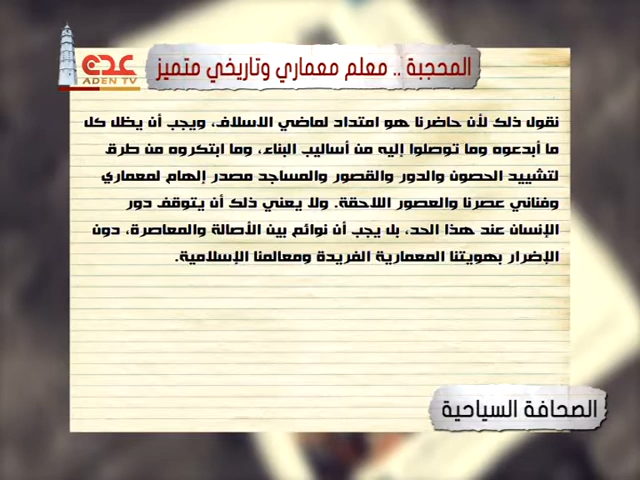 عدن
ADEN TV
المحجبة .. معلم معماري وتاريخي متميز
نقول ذلك لأن حاضرنا هو امتداد لماضي الاسلاف، ويجب أن يظل كل
ما أبدعوه وما توصلوا إليه من أساليب البناء، وما ابتكروه من طرق
لتشييد الحصون والدور والقصور والمساجد مصدر إلهام لمعماري
وفناني عصرنا والعصور اللاحقة. ولا يعني ذلك أن يتوقف دور
الإنسان عند هذا الحد، بل يجب أن نوائم بين الأصالة والمعاصرة، دون
الإضرار بهويتنا المعمارية الفريدة ومعالمنا الإسلامية.
الصحافة السياحية